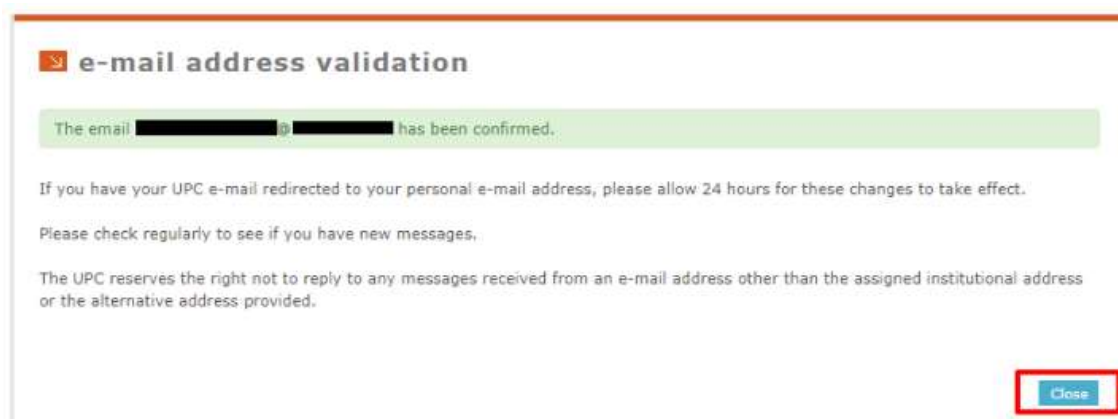 e-mail address validation
The email @ has been confirmed.
If you have your UPC e-mail redirected to your personal e-mail address, please allow 24 hours for these changes to take effect.
Please check regularly to see if you have new messages.
The UPC reserves the right not to reply to any messages received from an e-mail address other than the assigned institutional address
or the alternative address provided.
Close